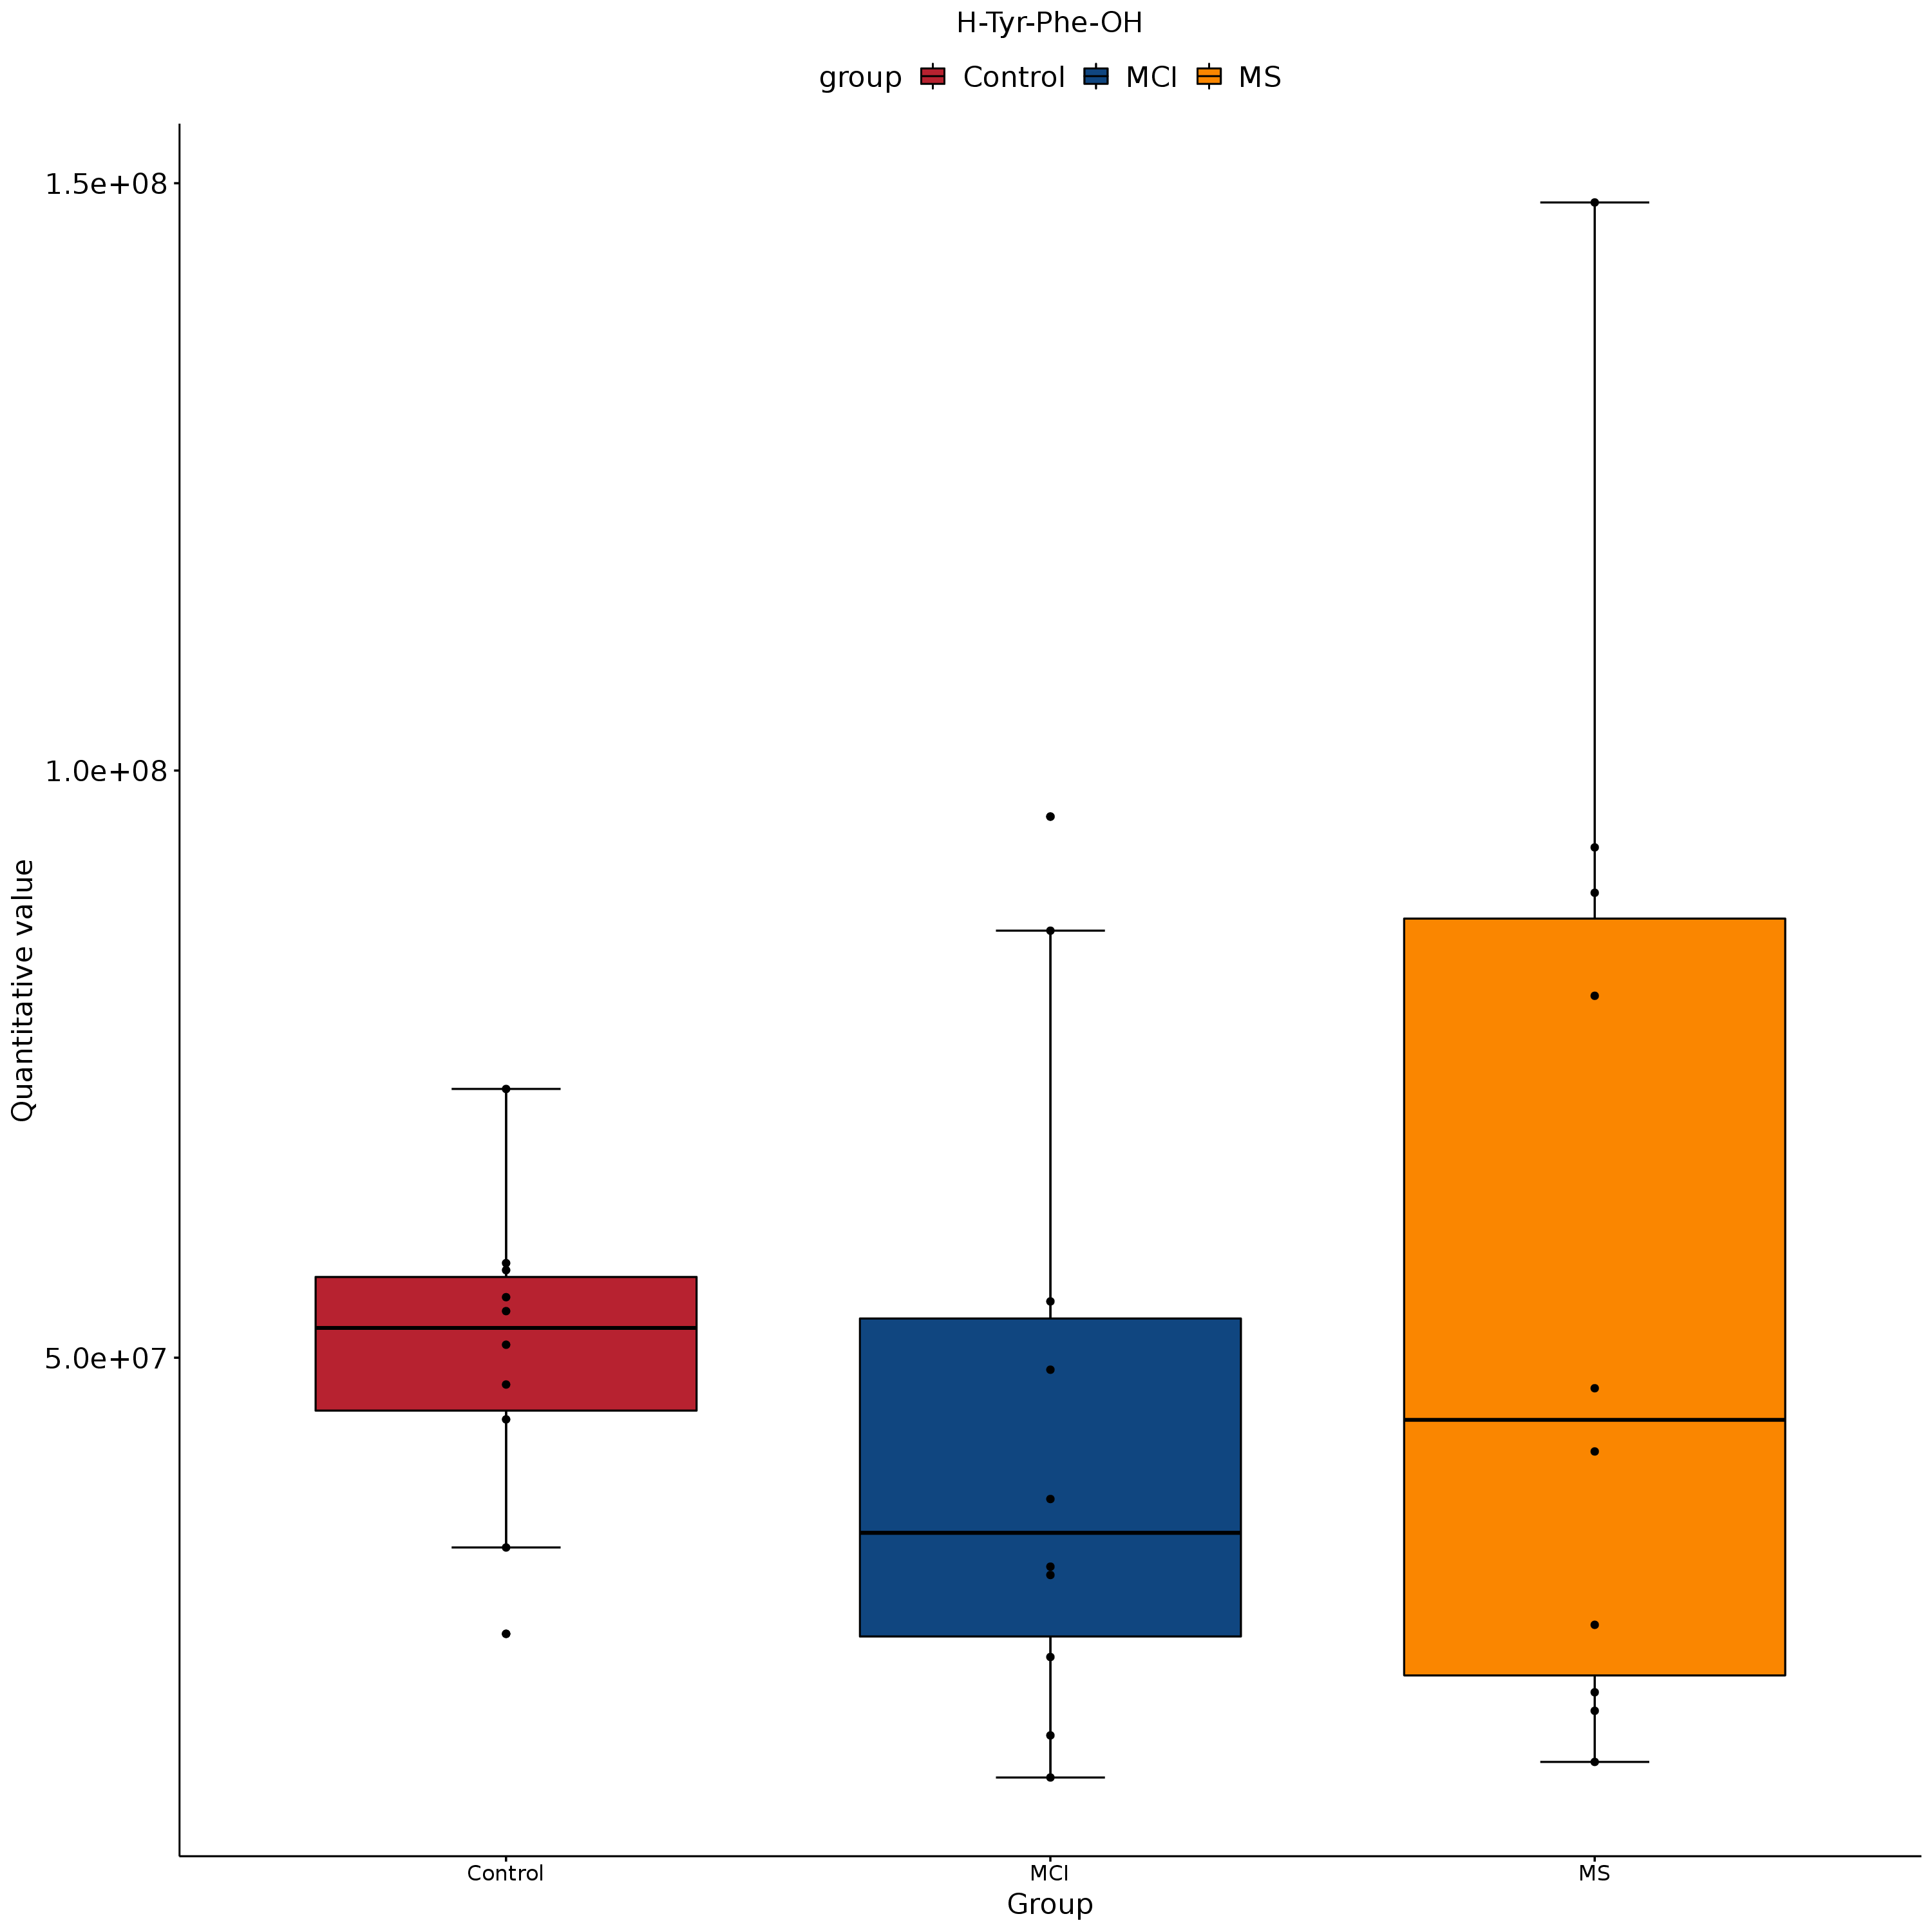 H-Tyr-Phe-OH
group Control MCI MS
1.5e+08
1.0e+08
5.0e+07
Quantitative value
Control MCI MS
Group